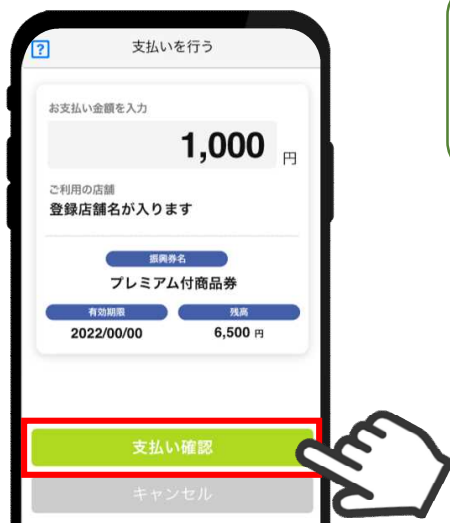 ?
支払いを行う
お支払い金額を入力
1,000 円
ご利用の店舗
登録店舗名が入ります
振興券名
プレミアム付商品券
有効期限 残高
2022/00/00 6,500 円
支払い確認
キャンセル